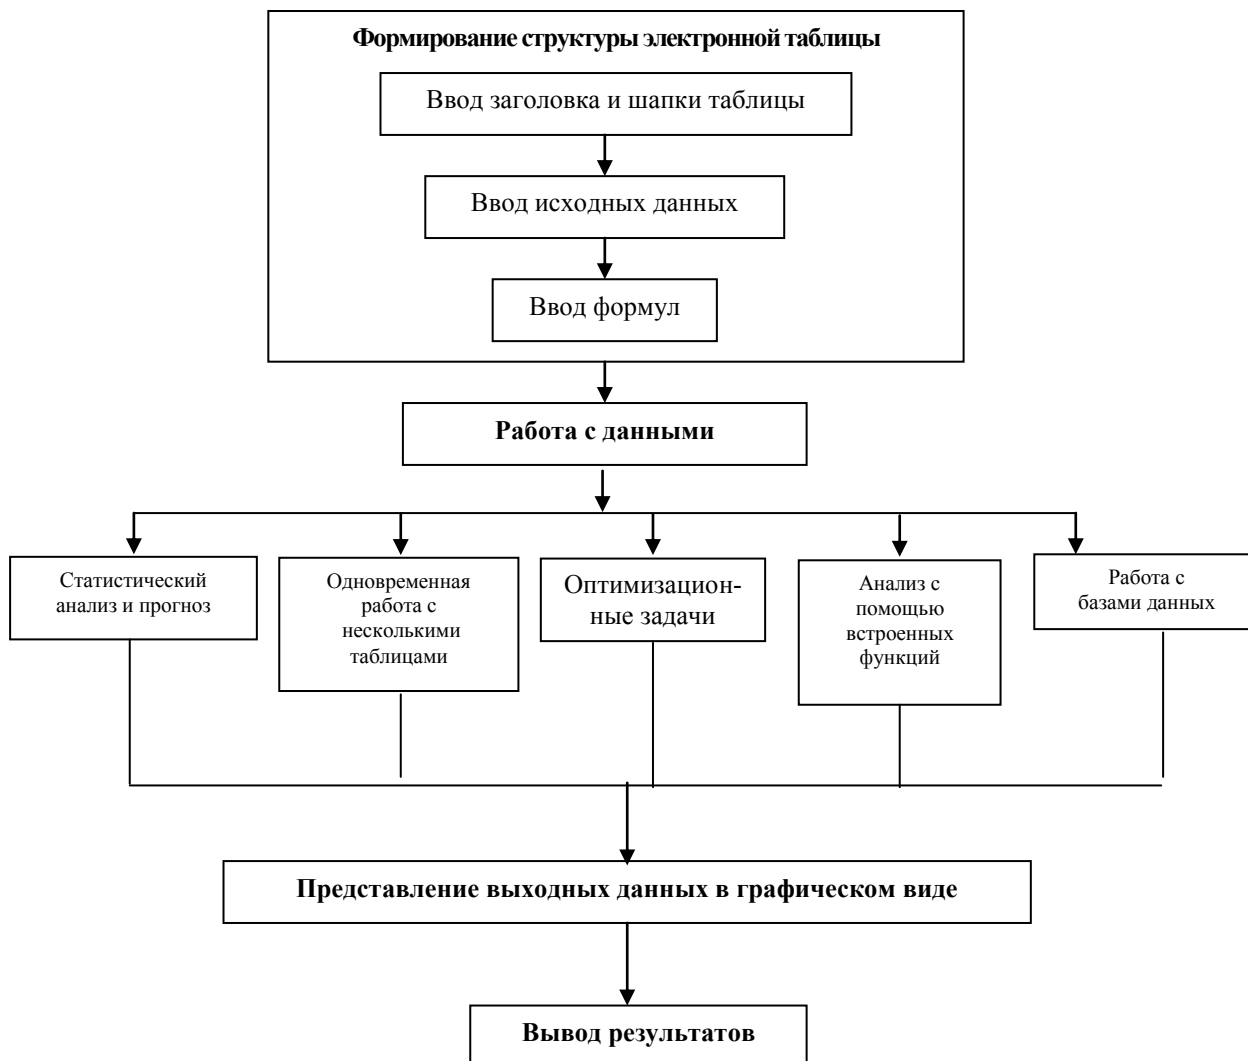 Формирование структуры электронной таблицы
Ввод заголовка и шапки таблицы
Ввод исходных данных
Ввод формул
Работа с данными
Статистический
анализ и прогноз
Одновременная
работа с
несколькими
таблицами
Оптимизацион-
ные задачи
Анализ с
помощью
встроенных
функций
Работа с
базами данных
Представление выходных данных в графическом виде
Вывод результатов